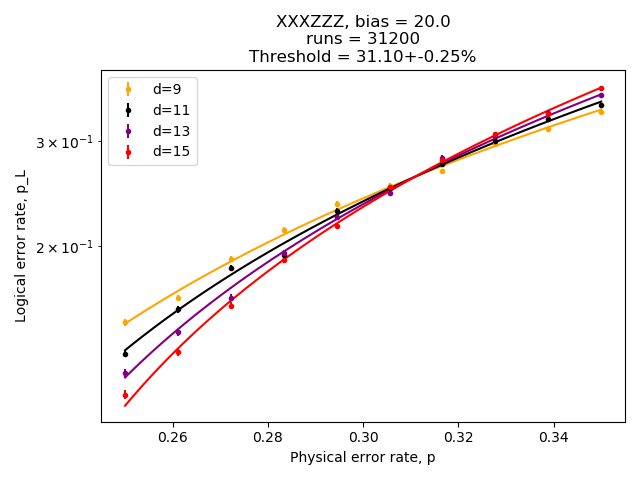 XXXZZZ, bias = 20.0
runs = 31200
Threshold = 31.10+-0.25%
d=9
d=11
d=13
d=15
3 × 10⁻¹
2 × 10⁻¹
Logical error rate, p_L
0.26
0.28
0.30
0.32
0.34
Physical error rate, p